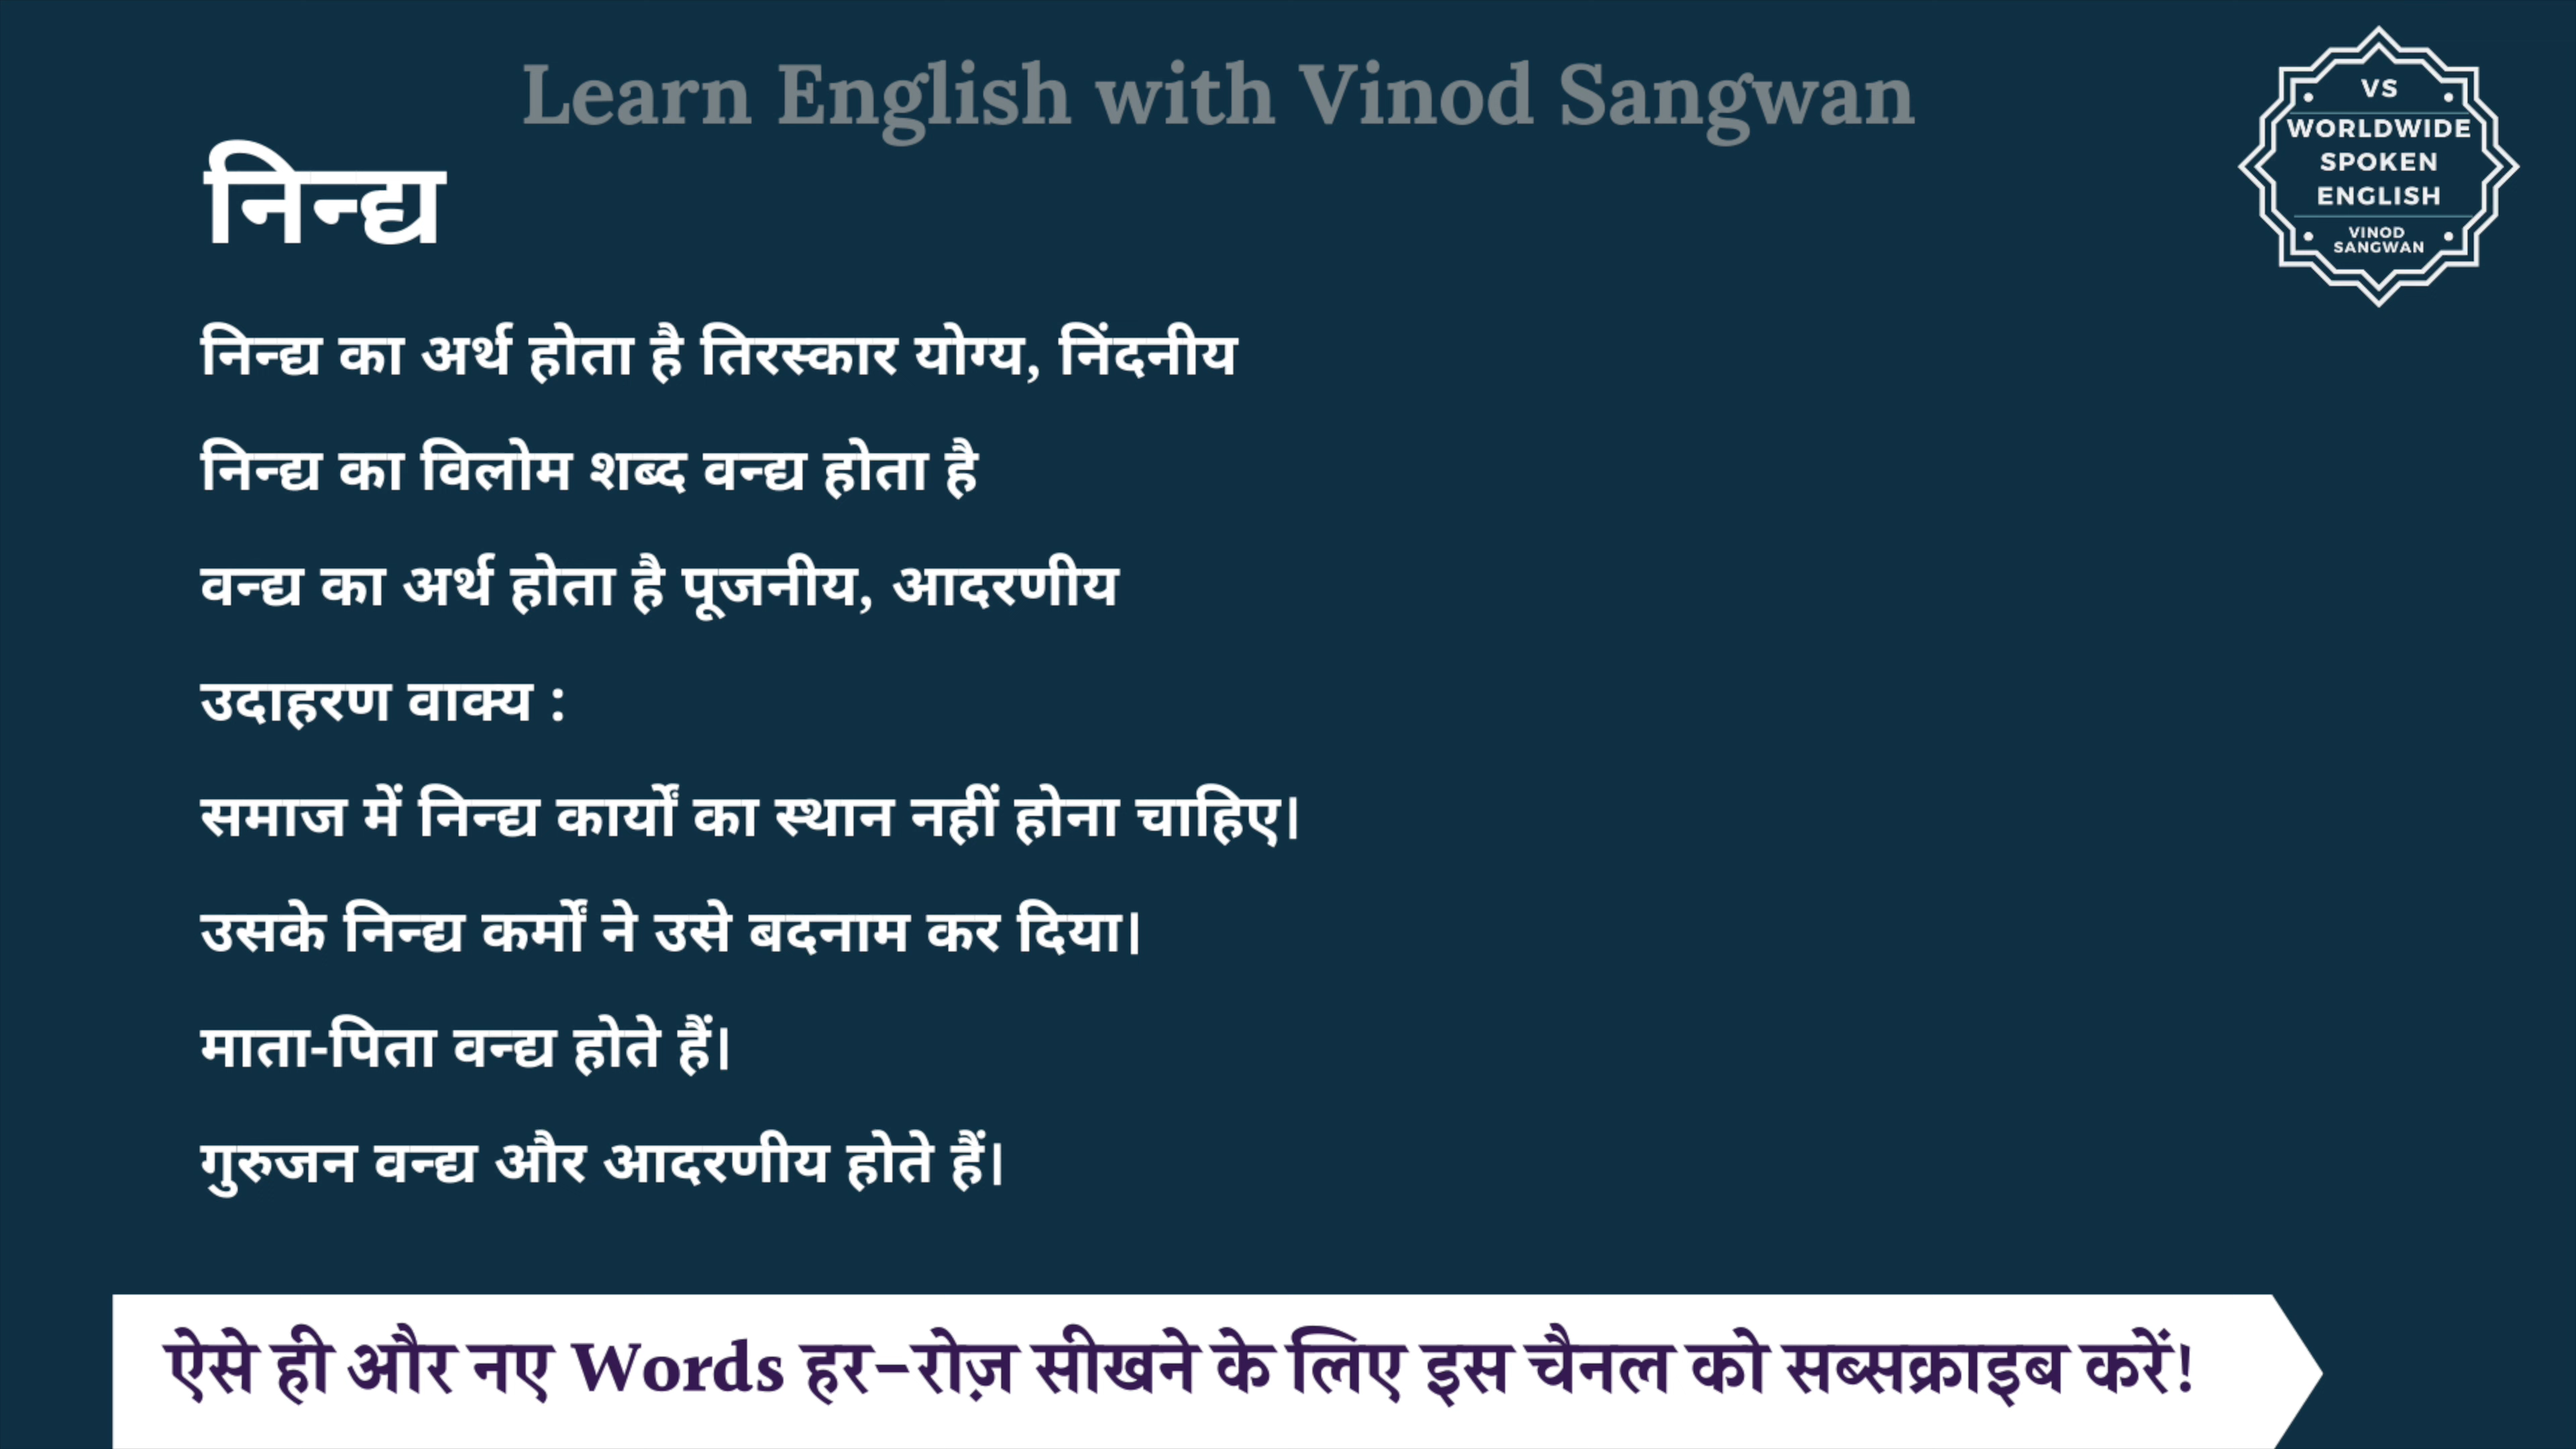 Learn English with Vinod Sangwan
VS
WORLDWIDE
SPOKEN
ENGLISH
VINOD
SANGWAN
निन्द्य
निन्द्य का अर्थ होता है तिरस्कार योग्य, निंदनीय
निन्द्य का विलोम शब्द वन्द्य होता है
वन्द्य का अर्थ होता है पूजनीय, आदरणीय
उदाहरण वाक्य :
समाज में निन्द्य कार्यों का स्थान नहीं होना चाहिए।
उसके निन्द्य कर्मों ने उसे बदनाम कर दिया।
माता-पिता वन्द्य होते हैं।
गुरुजन वन्द्य और आदरणीय होते हैं।
ऐसे ही और नए Words हर-रोज़ सीखने के लिए इस चैनल को सब्सक्राइब करें!